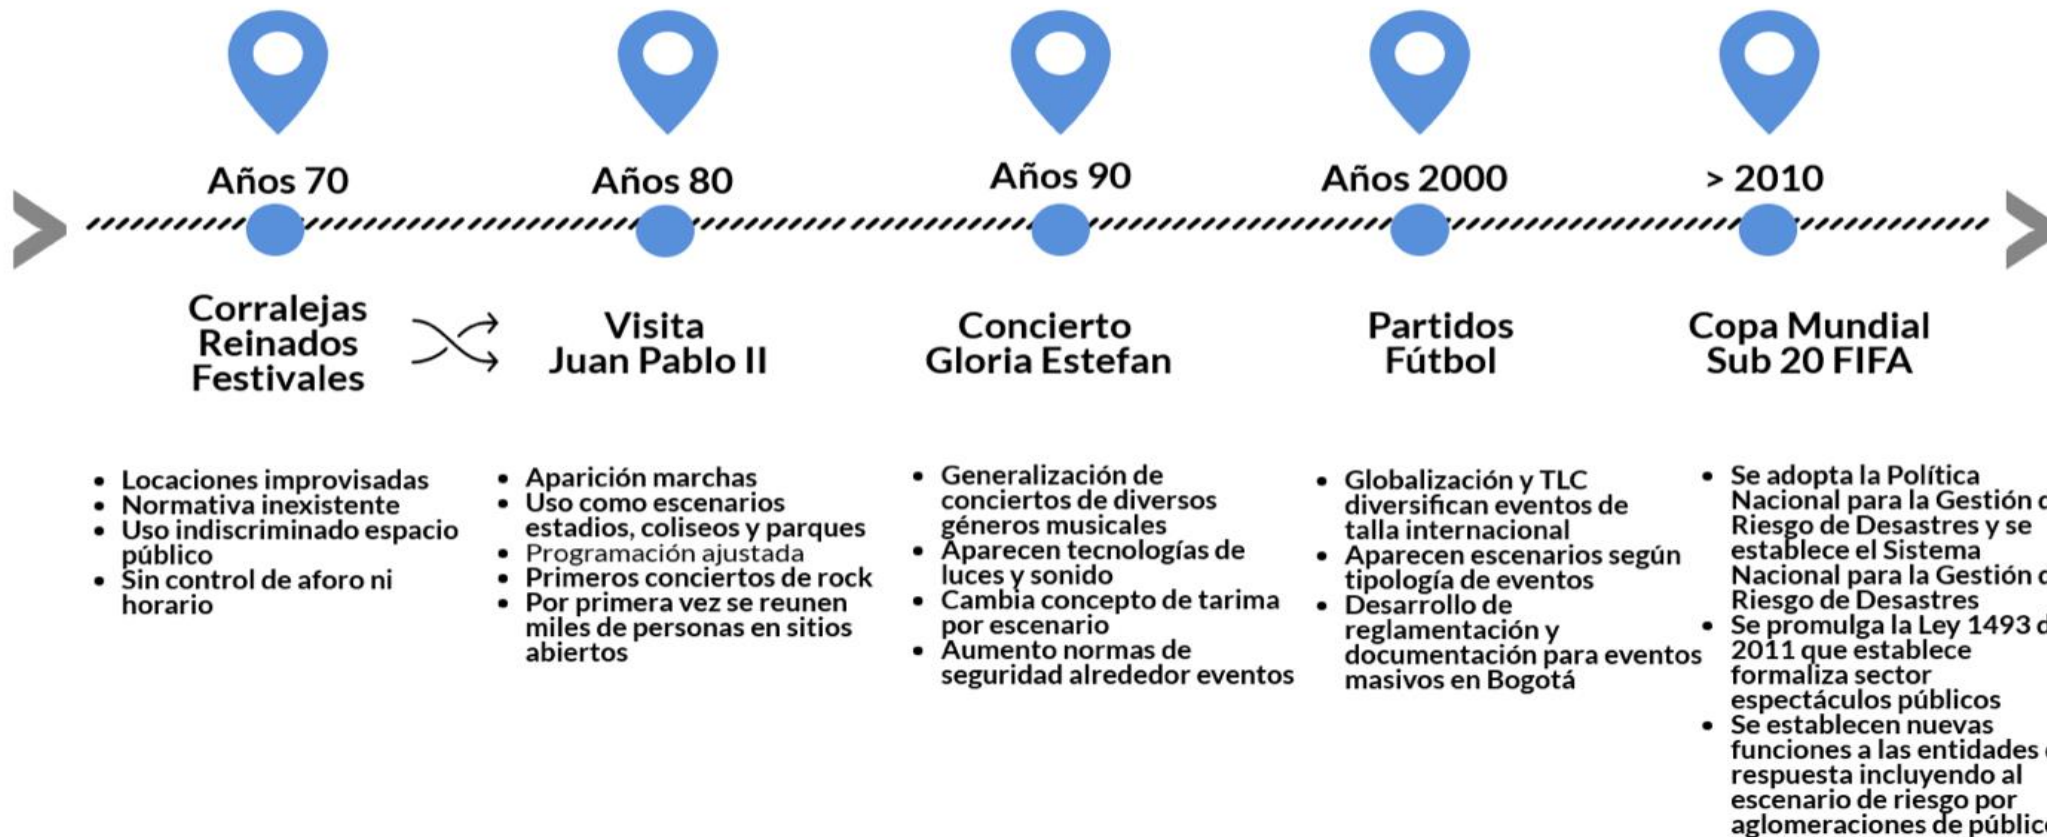 Años 70
Años 80
Años 90
Años 2000
> 2010
Corralejas
Reinados
Festivales
Visita
Juan Pablo II
Concierto
Gloria Estefan
Partidos
Fútbol
Copa Mundial
Sub 20 FIFA
• Locaciones improvisadas
• Normativa inexistente
• Uso indiscriminado espacio
público
• Sin control de aforo ni
horario
• Aparición marchas
• Uso como escenarios
estadios, coliseos y parques
• Programación ajustada
• Primeros conciertos de rock
• Por primera vez se reunen
miles de personas en sitios
abiertos
• Generalización de
conciertos de diversos
géneros musicales
• Aparecen tecnologías de
luces y sonido
• Cambia concepto de tarima
por escenario
• Aumento normas de
seguridad alrededor eventos
• Globalización y TLC
diversifican eventos de
talla internacional
• Aparecen escenarios según
tipología de eventos
• Desarrollo de
reglamentación y
documentación para eventos
masivos en Bogotá
• Se adopta la Política
Nacional para la Gestión
Riesgo de Desastres y se
establece el Sistema
Nacional para la Gestión
Riesgo de Desastres
• Se promulga la Ley 1493
2011 que establece
formaliza sector
espectáculos públicos
• Se establecen nuevas
funciones a las entidades
respuesta incluyendo al
escenario de riesgo por
aglomeraciones de público